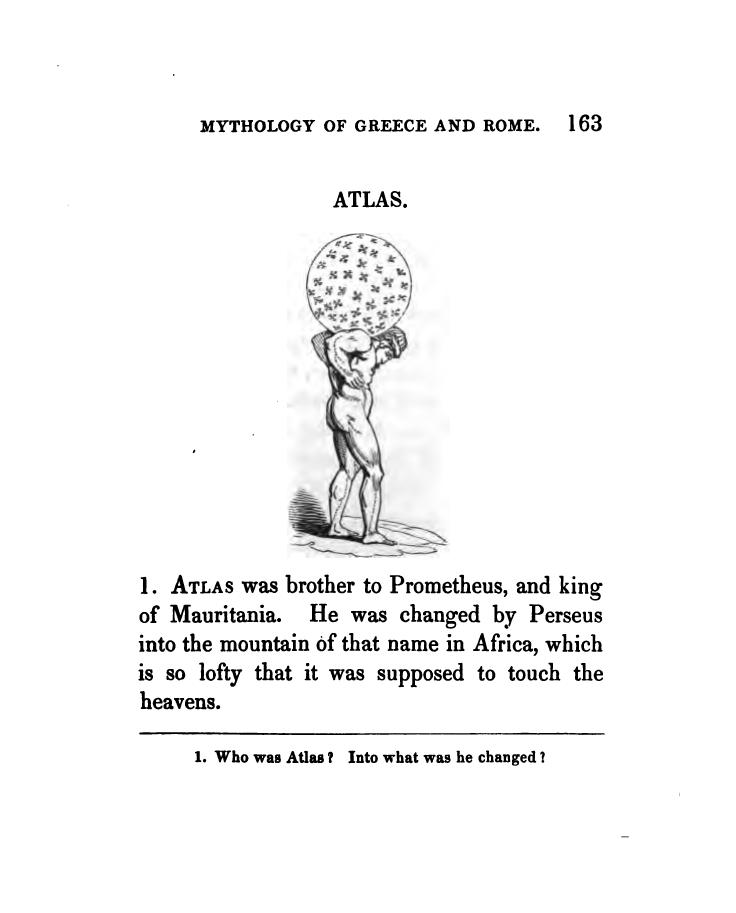 MYTHOLOGY OF GREECE AND ROME. 163
ATLAS.
1. ATLAS was brother to Prometheus, and king
of Mauritania. He was changed by Perseus
into the mountain of that name in Africa, which
is so lofty that it was supposed to touch the
heavens.
1. Who was Atlas? Into what was he changed?